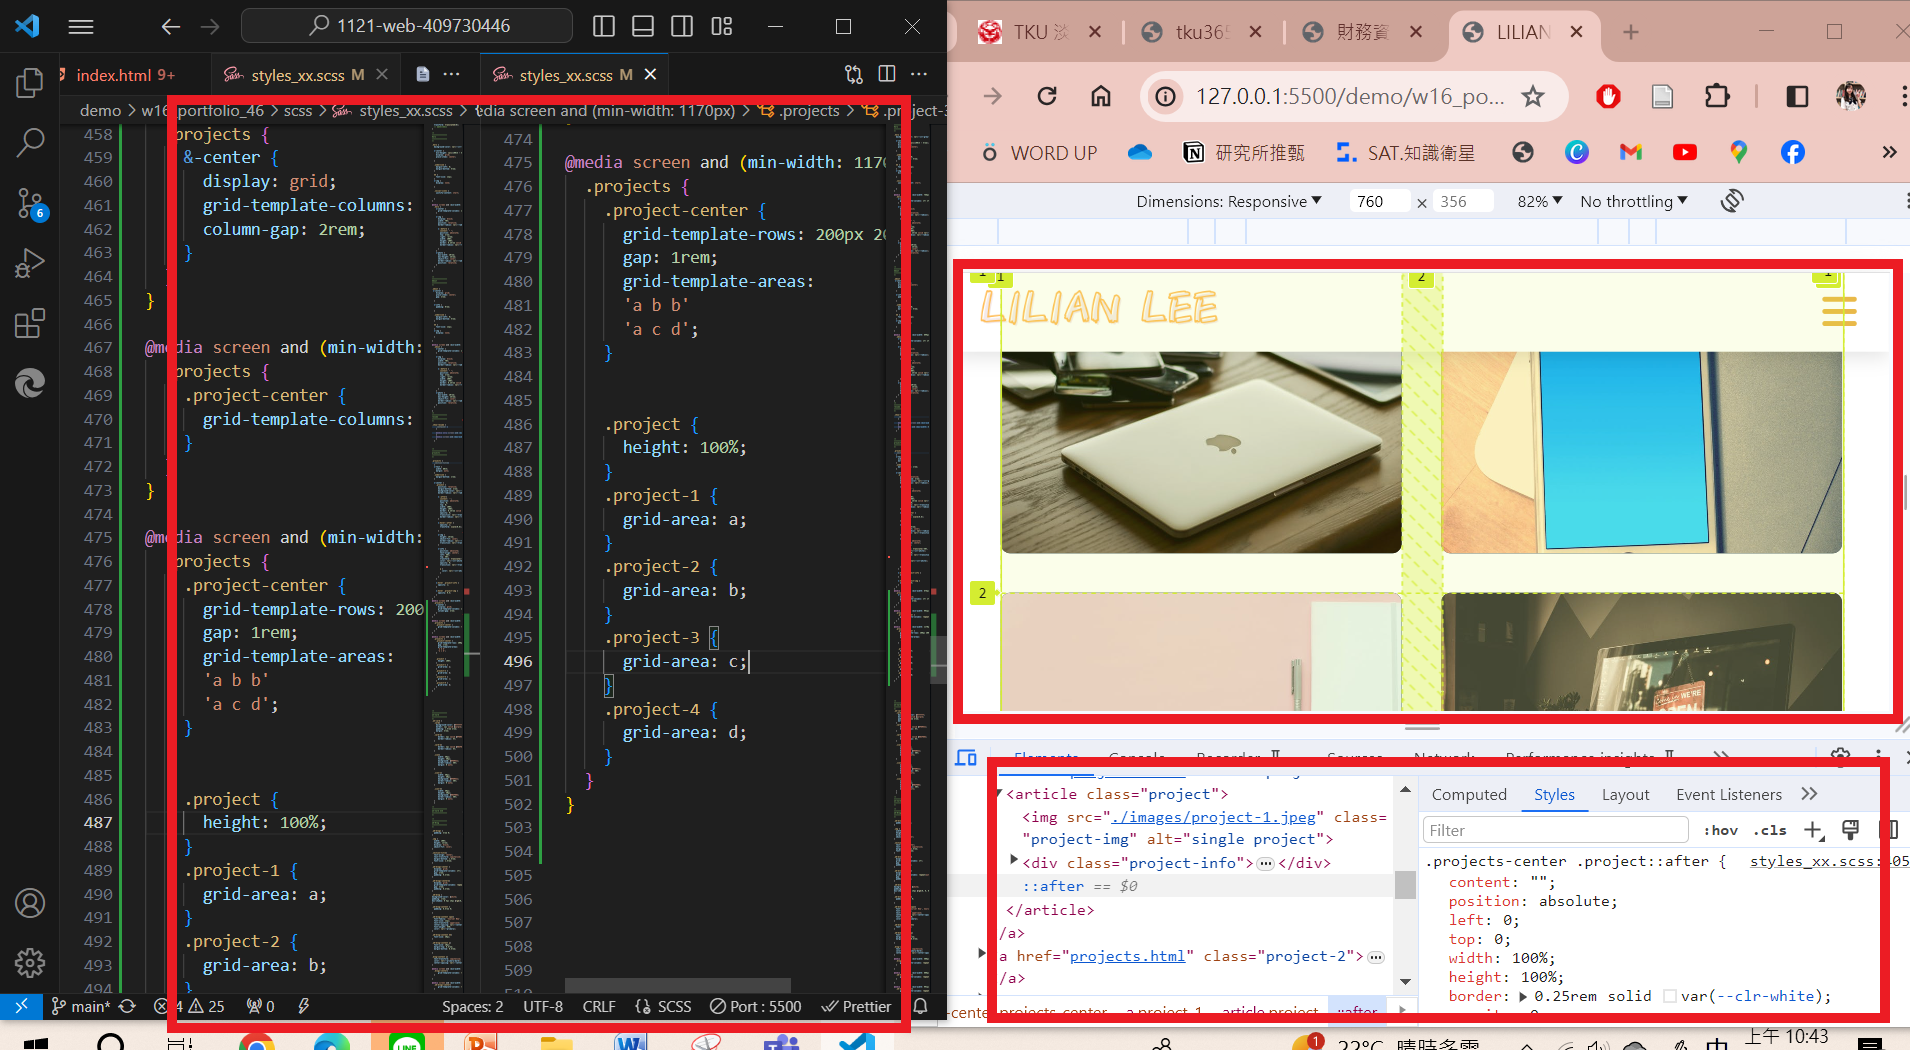 1121-web-409730446
index.html 9+
styles_xx.scss M
styles_xx.scss M
demo > w16_portfolio_46 > scss > styles_xx.scss >
edia screen and (min-width: 1170px) > .projects > .project-3
458 projects {
459 &-center {
460 display: grid;
461 grid-template-columns:
462 column-gap: 2rem;
463 }
464
465 }
466
467 @media screen and (min-width:
468 projects {
469 .project-center {
470 grid-template-columns:
471 }
472
473 }
474
475 @media screen and (min-width:
476 projects {
477 .project-center {
478 grid-template-rows: 200
479 gap: 1rem;
480 grid-template-areas:
481 'a b b'
482 'a c d';
483 }
484
485
486 .project {
487 height: 100%;
488 }
489 .project-1 {
490 grid-area: a;
491 }
492 .project-2 {
493 grid-area: b;
494 }
474
475 @media screen and (min-width: 1170
476 .projects {
477 .project-center {
478 grid-template-rows: 200px 20
479 gap: 1rem;
480 grid-template-areas:
481 'a b b'
482 'a c d';
483 }
484
485
486 .project {
487 height: 100%;
488 }
489 .project-1 {
490 grid-area: a;
491 }
492 .project-2 {
493 grid-area: b;
494 }
495 .project-3 {
496 grid-area: c;
497 }
498 .project-4 {
499 grid-area: d;
500 }
501 }
502 }
503
504
505
506
507
508
509
6
main* 4 25 0 Spaces: 2 UTF-8 CRLF {} SCSS Port : 5500 Prettier
TKU 淡
tku365
財務資
LILIAN
127.0.0.1:5500/demo/w16_po...
WORD UP
研究所推甄
SAT.知識衛星
Dimensions: Responsive 760 × 356 82% No throttling
1 1 2 -1
LILIAN LEE
2
Elements Console Recorder Sources Network Performance insights
<article class="project">
<img src="./images/project-1.jpeg" class=
"project-img" alt="single project">
<div class="project-info">…</div>
::after == $0
</article>
/a>
a href="projects.html" class="project-2">…
/a>
-center projects-center a.project-1 article.project ::after
Computed Styles Layout Event Listeners
Filter :hov .cls
.projects-center .project::after { styles_xx.scss:405
content: "";
position: absolute;
left: 0;
top: 0;
width: 100%;
height: 100%;
border: 0.25rem solid var(--clr-white);
1 22°C 晴時多雲 中 上午 10:43